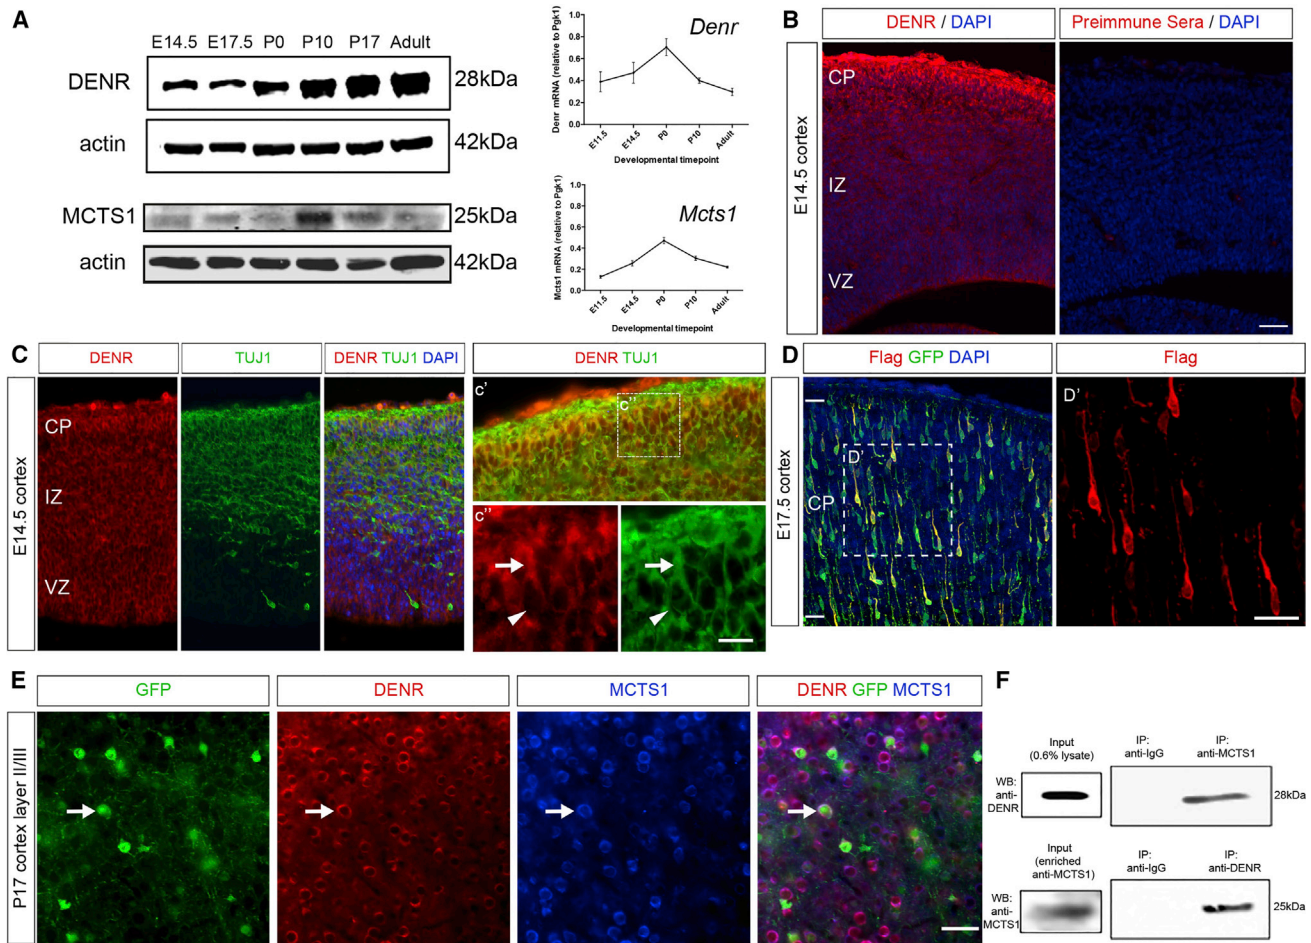 A
E14.5 E17.5 P0 P10 P17 Adult
DENR
28kDa
actin
42kDa
MCTS1
25kDa
actin
42kDa
Denr
Denr mRNA (relative to Pgk1)
1.0
0.8
0.6
0.4
0.2
0.0
E11.5 E14.5 P0 P10 Adult
Developmental timepoint
Mcts1
Mcts1 mRNA (relative to Pgk1)
1.0
0.8
0.6
0.4
0.2
0.0
E11.5 E14.5 P0 P10 Adult
Developmental timepoint
B
DENR / DAPI
Preimmune Sera / DAPI
E14.5 cortex
CP
IZ
VZ
C
DENR
TUJ1
DENR TUJ1 DAPI
DENR TUJ1
E14.5 cortex
CP
IZ
VZ
c'
c''
c''
D
Flag GFP DAPI
Flag
E17.5 cortex
CP
D'
D'
E
GFP
DENR
MCTS1
DENR GFP MCTS1
P17 cortex layer II/III
F
Input
(0.6% lysate)
IP:
anti-IgG
IP:
anti-MCTS1
WB:
anti-
DENR
28kDa
Input
(enriched
anti-MCTS1)
IP:
anti-IgG
IP:
anti-DENR
WB:
anti-
MCTS1
25kDa